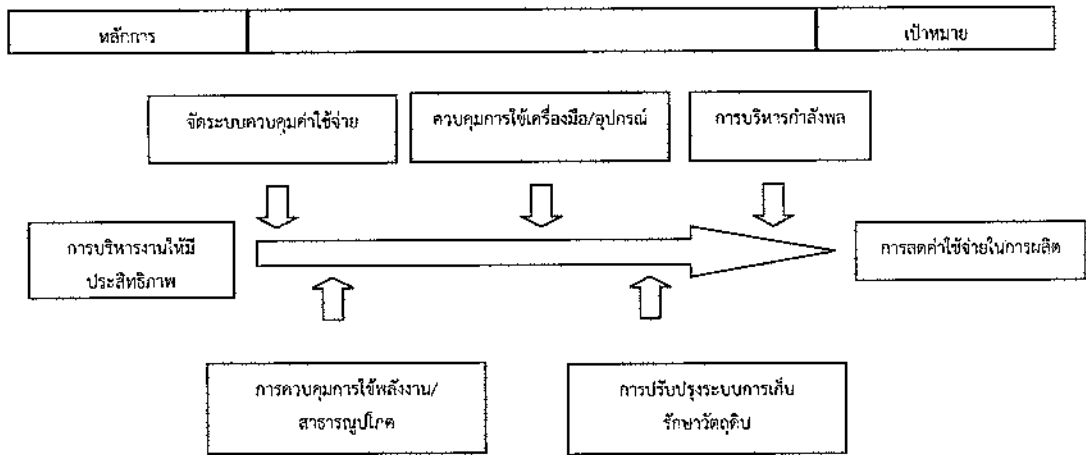 หลักการ
เป้าหมาย
จัดระบบควบคุมค่าใช้จ่าย
ควบคุมการใช้เครื่องมือ/อุปกรณ์
การบริหารกำลังพล
การบริหารงานให้มี
ประสิทธิภาพ
การลดค่าใช้จ่ายในการผลิต
การควบคุมการใช้พลังงาน/
สาธารณูปโภค
การปรับปรุงระบบการเก็บ
รักษาวัตถุดิบ